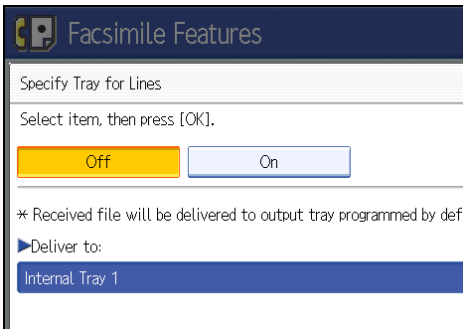 Facsimile Features
Specify Tray for Lines
Select item, then press [OK].
Off On
* Received file will be delivered to output tray programmed by def
▶Deliver to:
Internal Tray 1